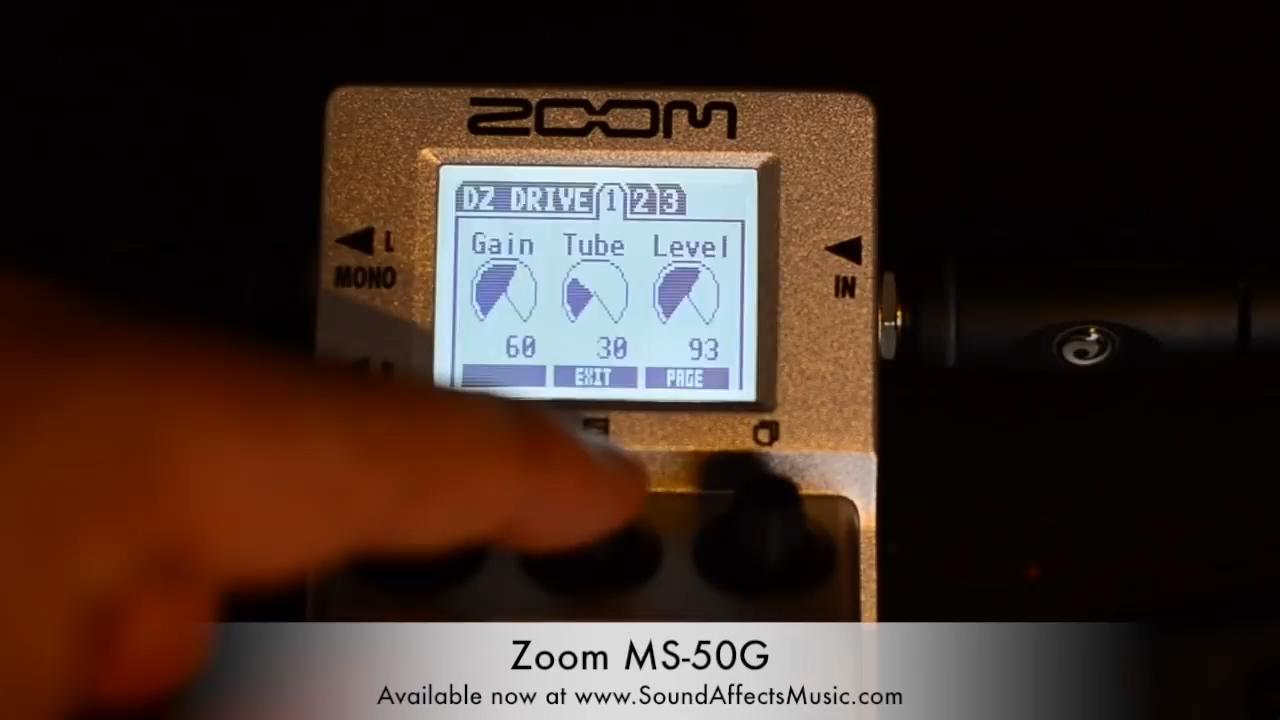 ZOOM
DZ DRIVE 1 2 3
Gain Tube Level
60 30 93
EXIT PAGE
L
MONO
IN
Zoom MS-50G
Available now at www.SoundAffectsMusic.com